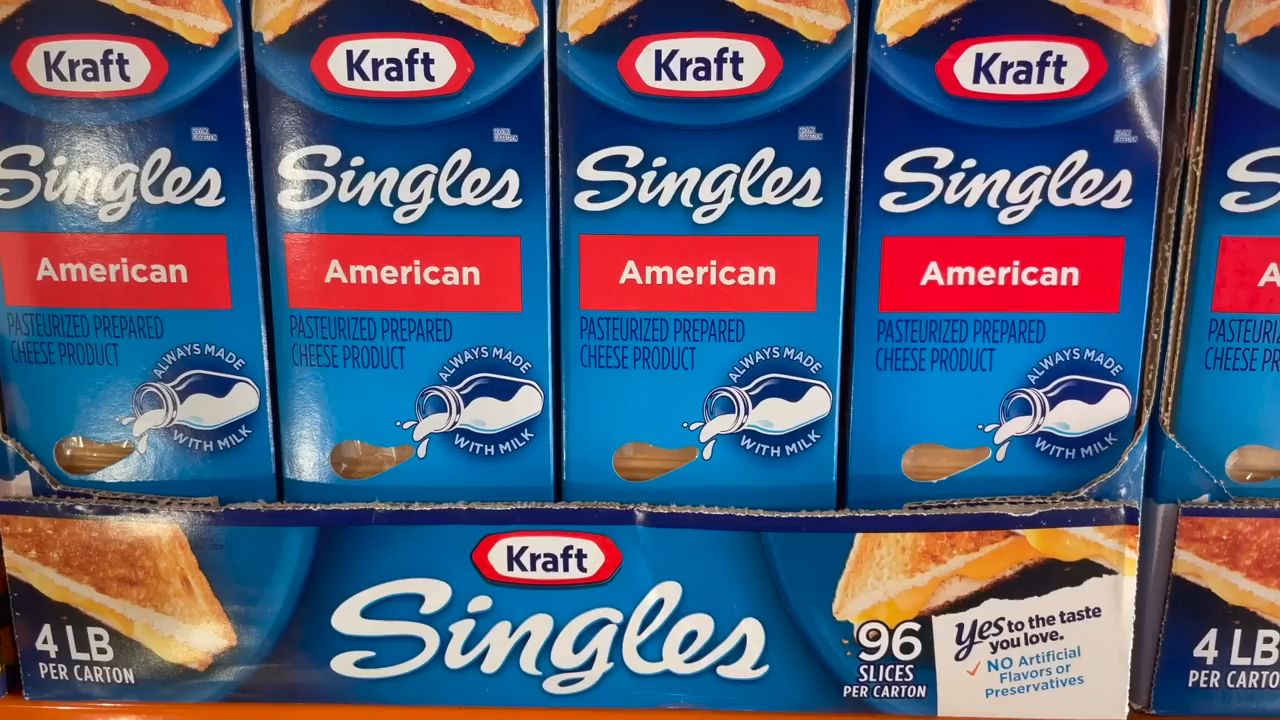 Kraft
Singles
American
PASTEURIZED PREPARED
CHEESE PRODUCT
ALWAYS MADE
WITH MILK
Kraft
Singles
American
PASTEURIZED PREPARED
CHEESE PRODUCT
ALWAYS MADE
WITH MILK
Kraft
Singles
American
PASTEURIZED PREPARED
CHEESE PRODUCT
ALWAYS MADE
WITH MILK
Kraft
Singles
American
PASTEURIZED PREPARED
CHEESE PRODUCT
ALWAYS MADE
WITH MILK
S
A
PASTEURI
CHEESE PR
4 LB
PER CARTON
Kraft
Singles
96
SLICES
PER CARTON
Yes to the taste
you love.
✓ NO Artificial
Flavors or
Preservatives
4 LB
PER CARTON